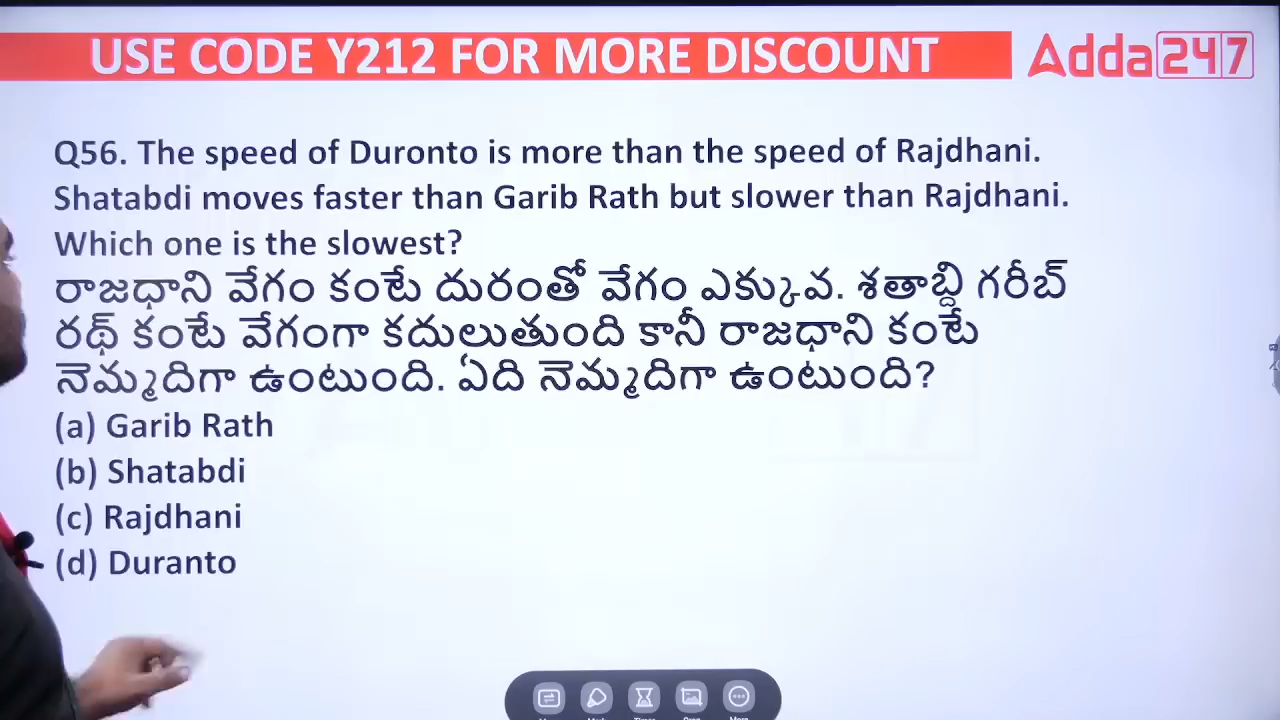 USE CODE Y212 FOR MORE DISCOUNT
Adda247
Q56. The speed of Duronto is more than the speed of Rajdhani.
Shatabdi moves faster than Garib Rath but slower than Rajdhani.
Which one is the slowest?
రాజధాని వేగం కంటే దురంతో వేగం ఎక్కువ. శతాబ్ది గరీబ్
రథ్ కంటే వేగంగా కదులుతుంది కానీ రాజధాని కంటే
నెమ్మదిగా ఉంటుంది. ఏది నెమ్మదిగా ఉంటుంది?
(a) Garib Rath
(b) Shatabdi
(c) Rajdhani
(d) Duranto